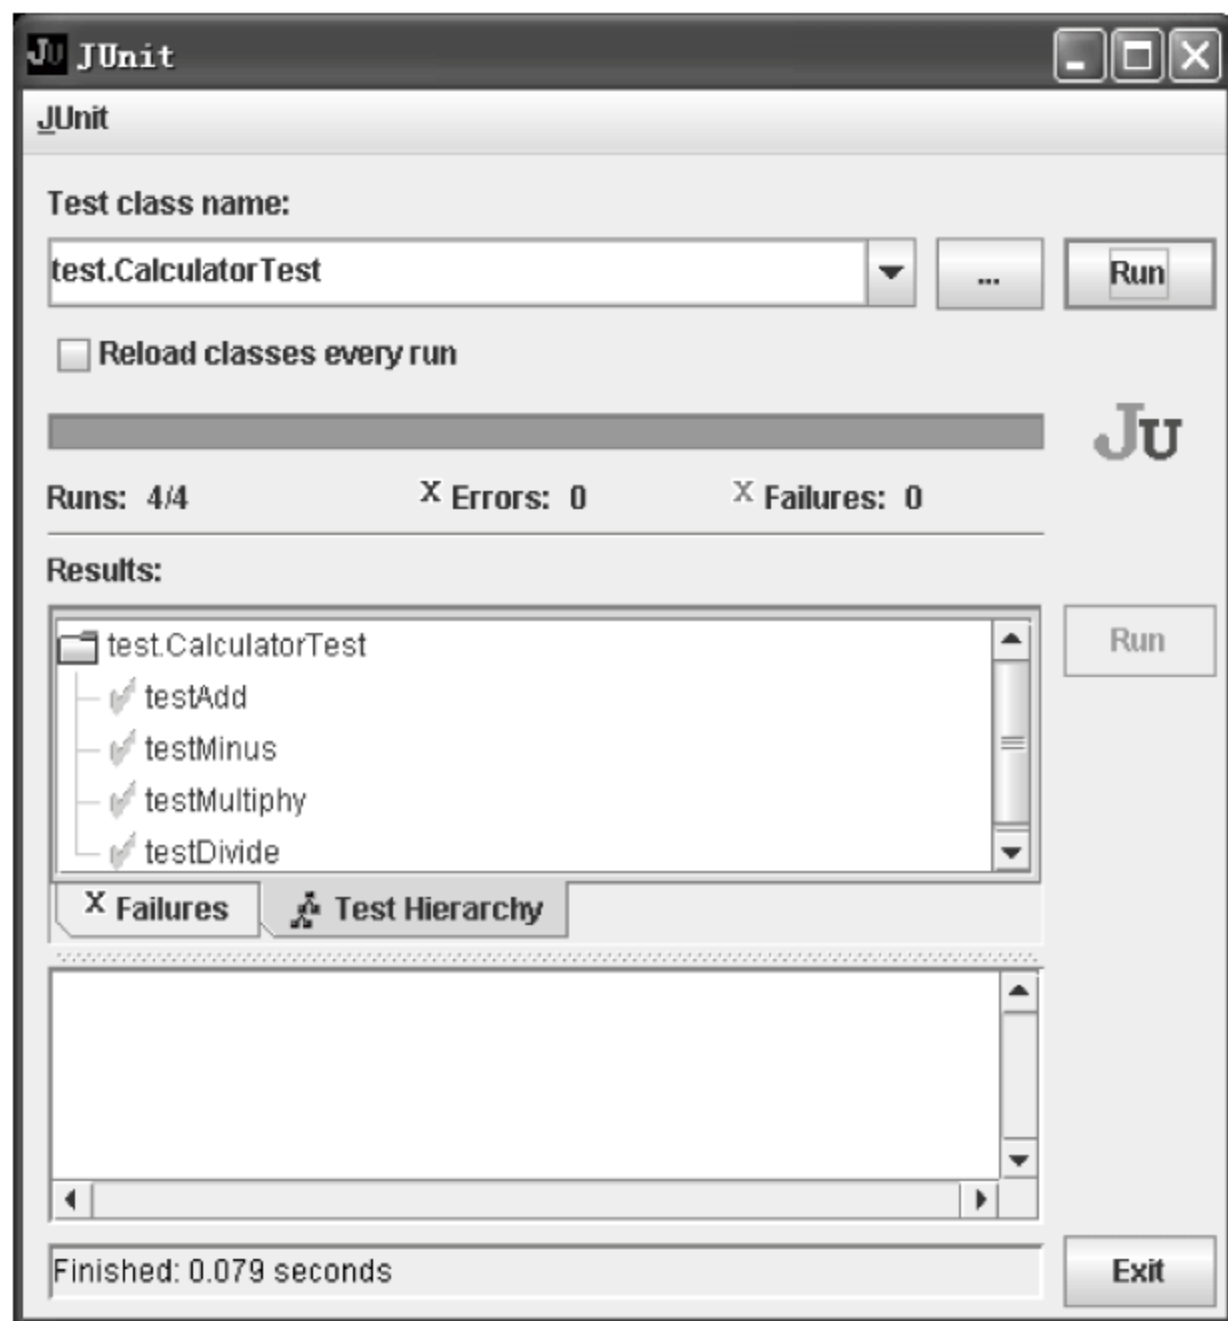 JU JUnit
JUnit
Test class name:
test.CalculatorTest
...
Run
Reload classes every run
JU
Runs: 4/4 X Errors: 0 X Failures: 0
Results:
test.CalculatorTest
Run
testAdd
testMinus
testMultiphy
testDivide
X Failures Test Hierarchy
Finished: 0.079 seconds
Exit